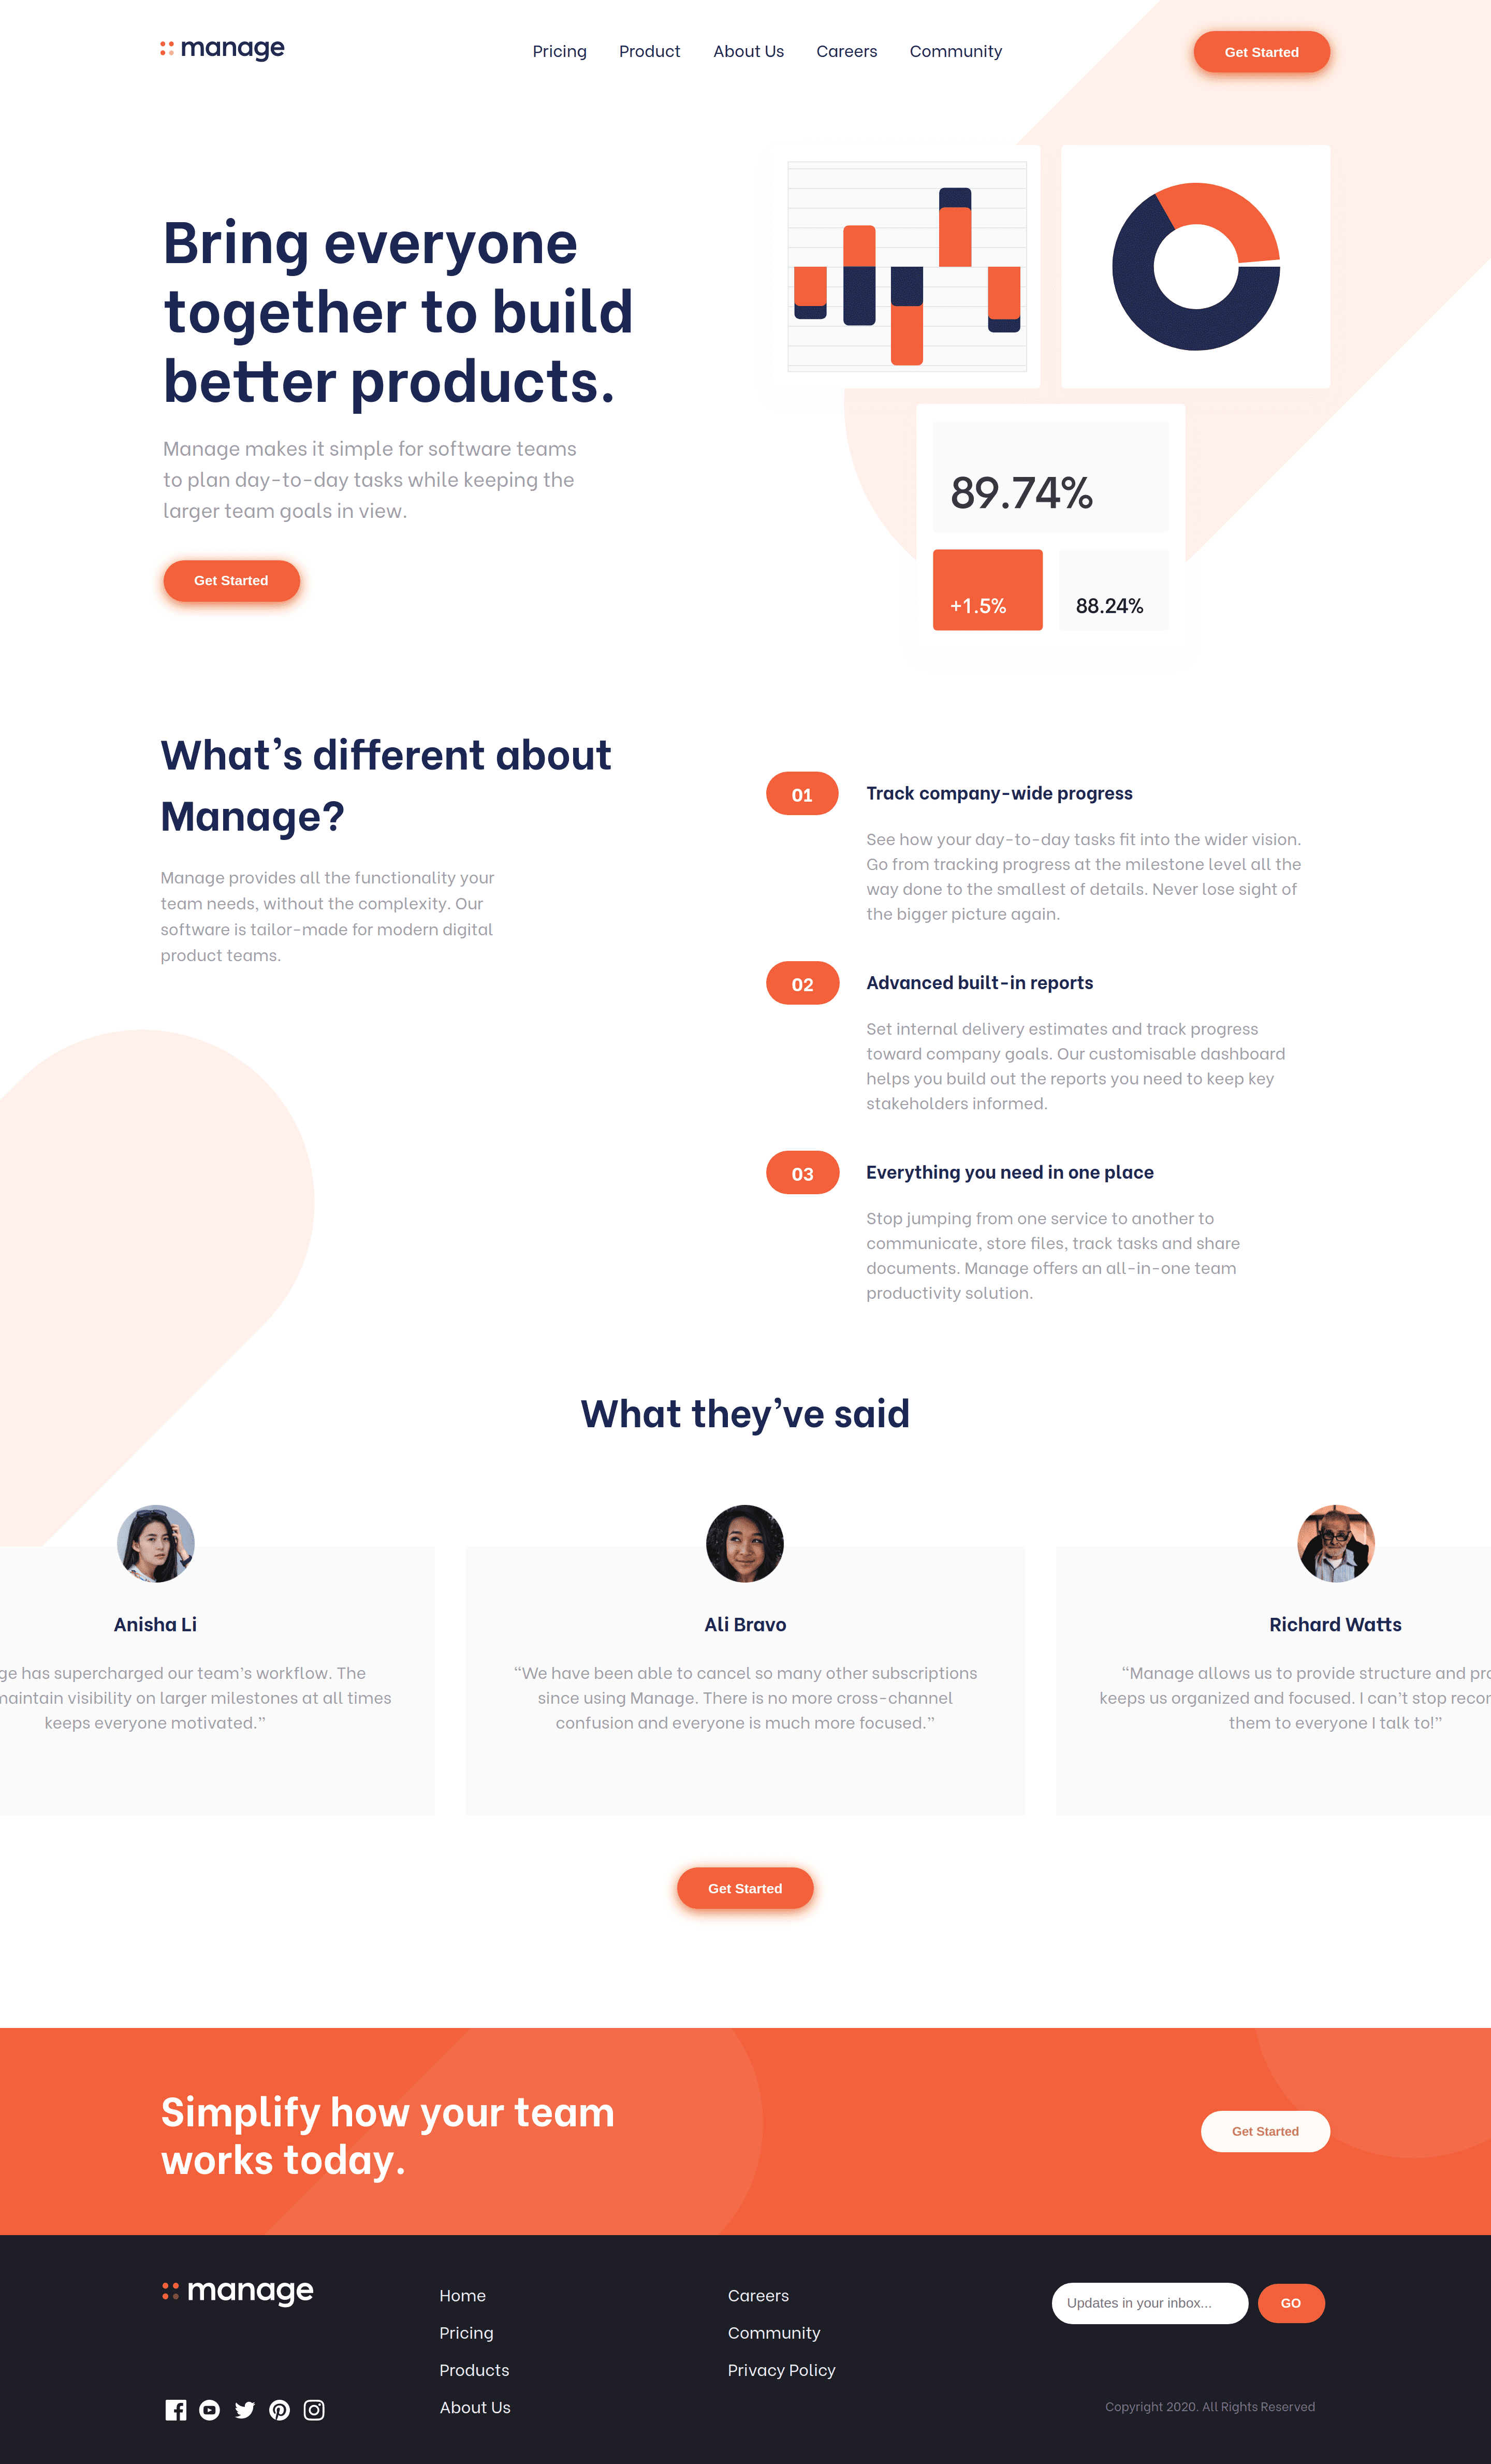 manage
Pricing
Product
About Us
Careers
Community
Get Started
Bring everyone
together to build
better products.
Manage makes it simple for software teams
to plan day-to-day tasks while keeping the
larger team goals in view.
Get Started
89.74%
+1.5%
88.24%
What’s different about
Manage?
Manage provides all the functionality your
team needs, without the complexity. Our
software is tailor-made for modern digital
product teams.
01
Track company-wide progress
See how your day-to-day tasks fit into the wider vision.
Go from tracking progress at the milestone level all the
way done to the smallest of details. Never lose sight of
the bigger picture again.
02
Advanced built-in reports
Set internal delivery estimates and track progress
toward company goals. Our customisable dashboard
helps you build out the reports you need to keep key
stakeholders informed.
03
Everything you need in one place
Stop jumping from one service to another to
communicate, store files, track tasks and share
documents. Manage offers an all-in-one team
productivity solution.
What they’ve said
Anisha Li
ge has supercharged our team’s workflow. The
maintain visibility on larger milestones at all times
keeps everyone motivated.”
Ali Bravo
“We have been able to cancel so many other subscriptions
since using Manage. There is no more cross-channel
confusion and everyone is much more focused.”
Richard Watts
“Manage allows us to provide structure and pro
keeps us organized and focused. I can’t stop recor
them to everyone I talk to!”
Get Started
Simplify how your team
works today.
Get Started
manage
Home
Pricing
Products
About Us
Careers
Community
Privacy Policy
Updates in your inbox...
GO
Copyright 2020. All Rights Reserved